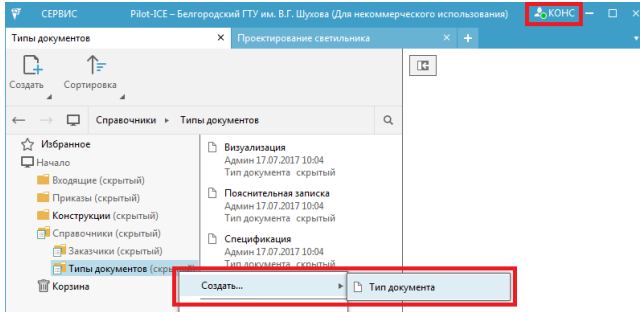 СЕРВИС
Pilot-ICE – Белгородский ГТУ им. В.Г. Шухова (Для некоммерческого использования)
КОНС
Типы документов
Проектирование светильника
Создать
Сортировка
Справочники
Типы документов
Избранное
Начало
Входящие (скрытый)
Приказы (скрытый)
Конструкции (скрытый)
Справочники (скрытый)
Заказчики (скрытый)
Типы документов
Корзина
Визуализация
Админ 17.07.2017 10:04
Тип документа скрытый
Пояснительная записка
Админ 17.07.2017 10:04
Тип документа скрытый
Спецификация
Админ 17.07.2017 10:04
Тип документа скрытый
Создать...
Тип документа